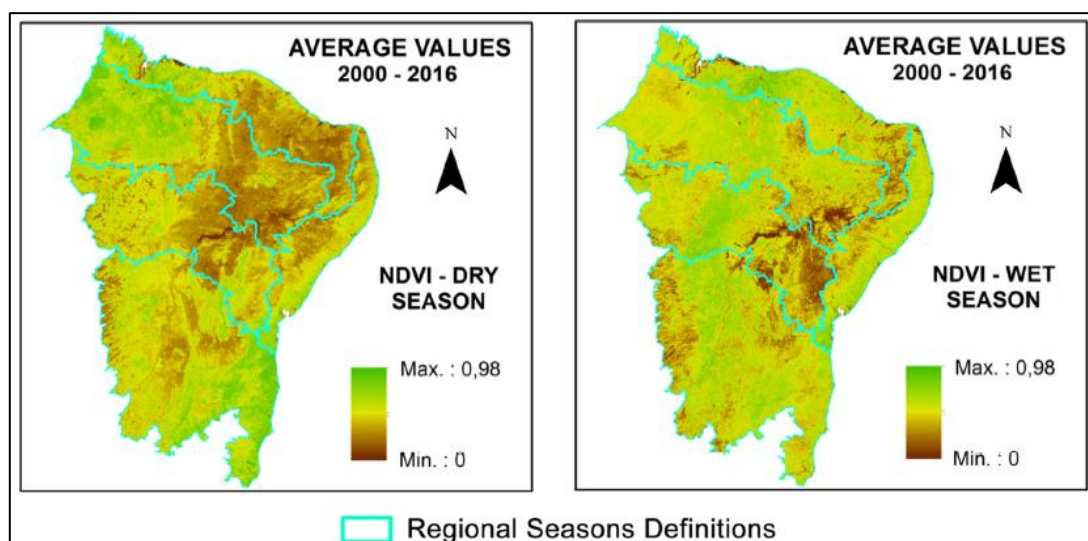 AVERAGE VALUES
2000 - 2016
N
NDVI - DRY
SEASON
Max. : 0,98
Min. : 0
AVERAGE VALUES
2000 - 2016
N
NDVI - WET
SEASON
Max. : 0,98
Min. : 0
Regional Seasons Definitions